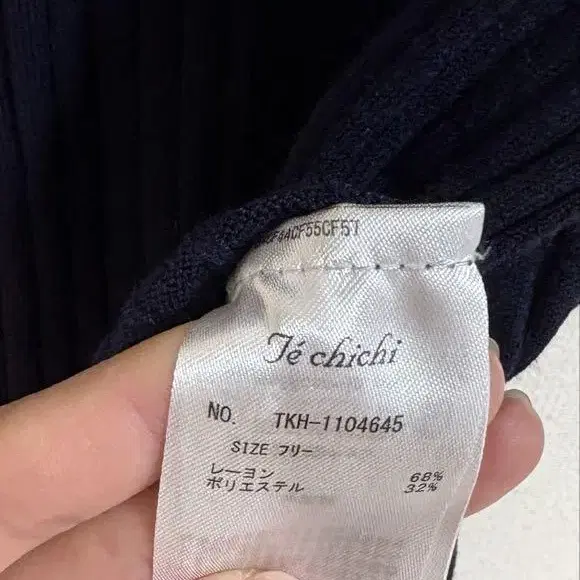 Té chichi
NO. TKH-1104645
SIZE フリー
レーヨン 68%
ポリエステル 32%